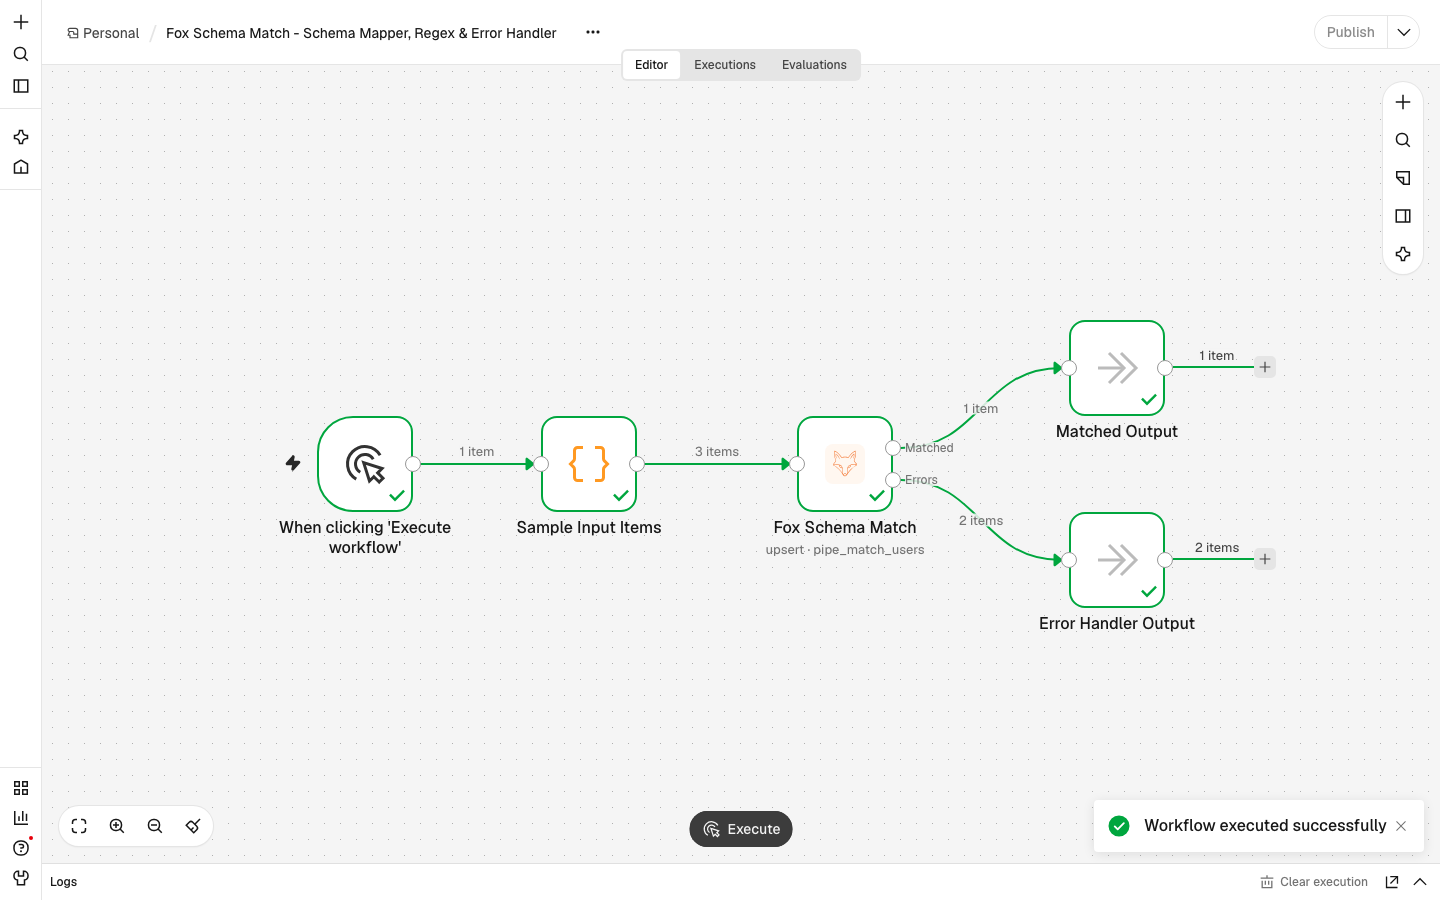 Personal / Fox Schema Match - Schema Mapper, Regex & Error Handler
Publish
Editor
Executions
Evaluations
1 item
Matched Output
1 item
1 item
3 items
Matched
Errors
When clicking 'Execute
workflow'
Sample Input Items
Fox Schema Match
upsert · pipe_match_users
2 items
2 items
Error Handler Output
Execute
Workflow executed successfully
Logs
Clear execution